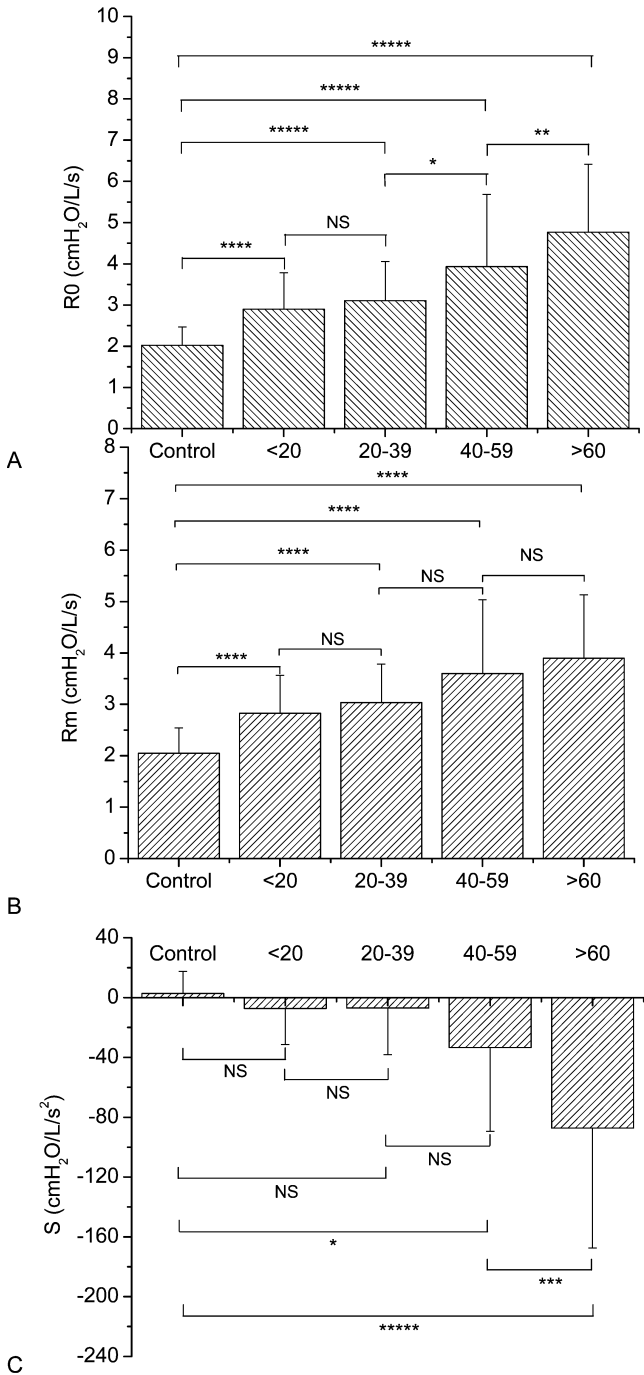 10
*****
9
8
*****
7
*****
**
6
*
R0 (cmH2O/L/s)
5
NS
****
4
3
2
1
0
Control <20 20-39 40-59 >60
A
8
****
7
****
6
****
NS
NS
5
Rm (cmH2O/L/s)
4
NS
****
3
2
1
0
Control <20 20-39 40-59 >60
B
40
Control <20 20-39 40-59 >60
0
-40
NS
NS
-80
S (cmH2O/L/s2)
NS
-120
NS
-160
*
***
-200
*****
-240
C